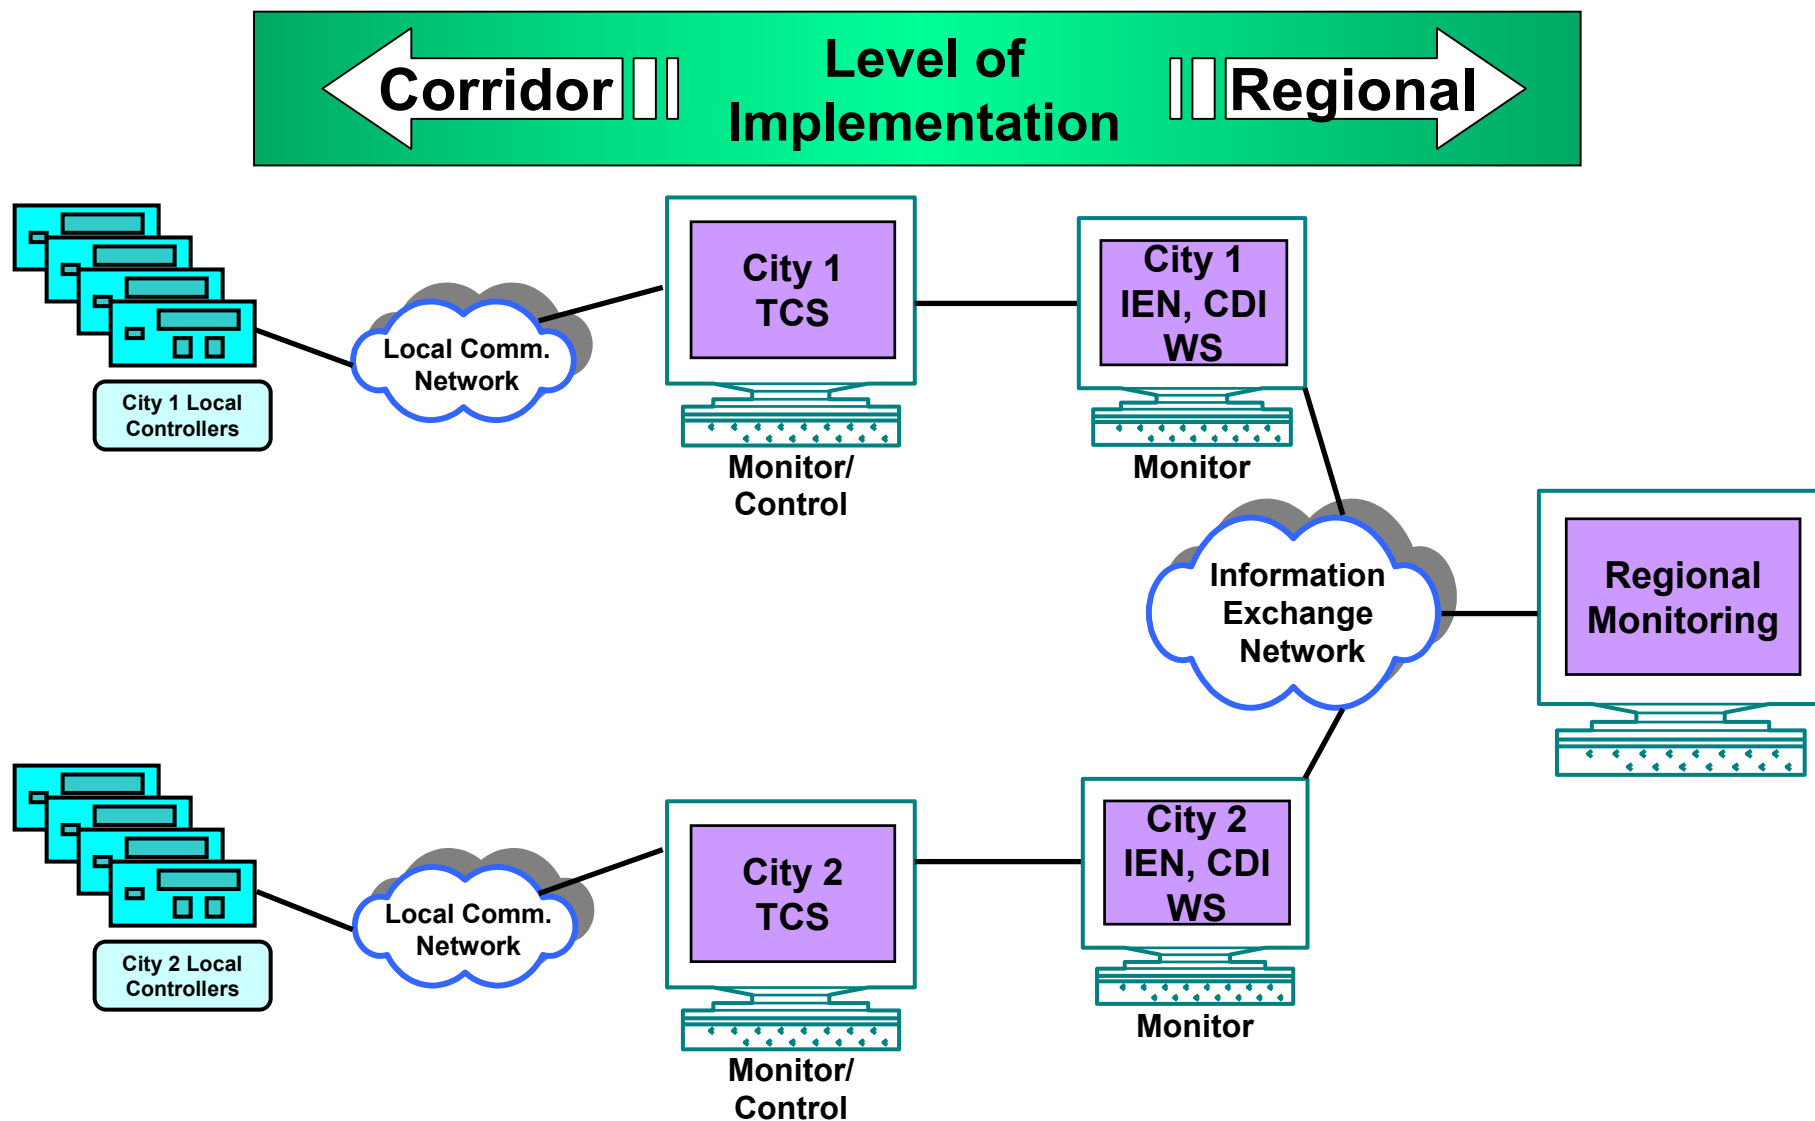 Level of
Implementation
Corridor
Regional
City 1
TCS
City 1
IEN, CDI
WS
Local Comm.
Network
City 1 Local
Controllers
Monitor/
Control
Monitor
Information
Exchange
Network
Regional
Monitoring
City 2
TCS
City 2
IEN, CDI
WS
Local Comm.
Network
City 2 Local
Controllers
Monitor/
Control
Monitor